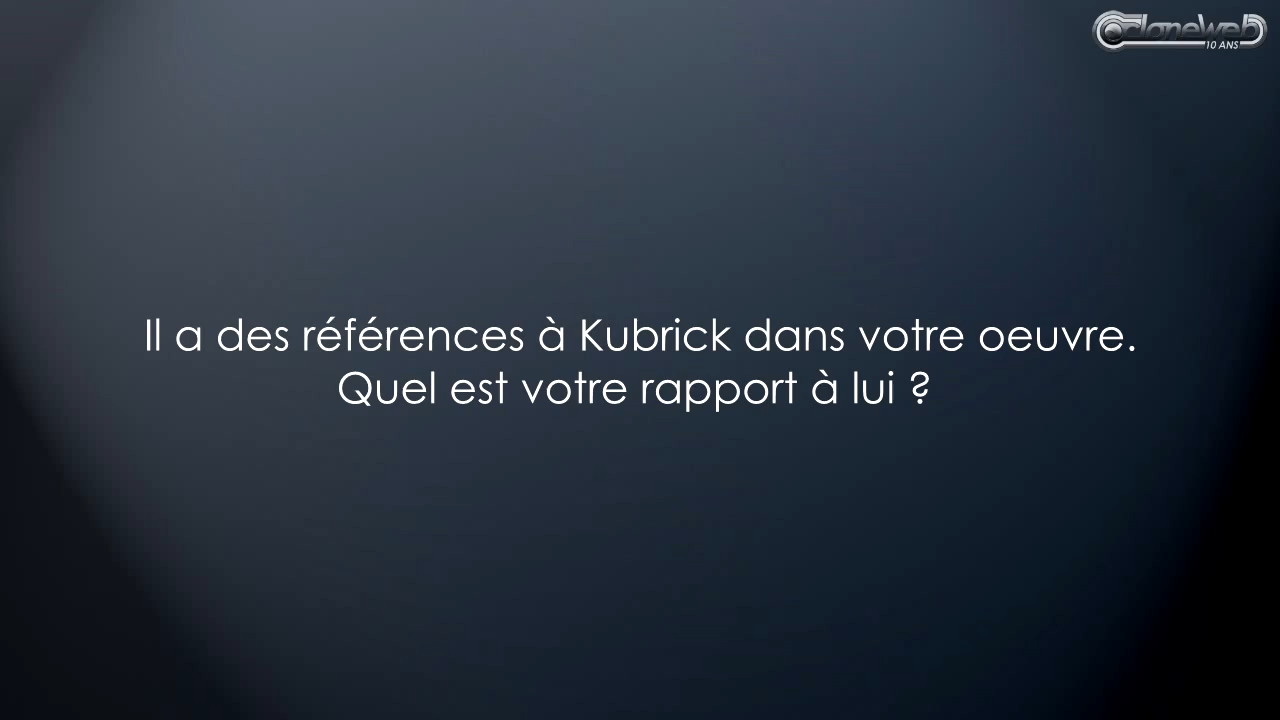 cloneweb
10 ANS
Il a des références à Kubrick dans votre oeuvre.
Quel est votre rapport à lui ?